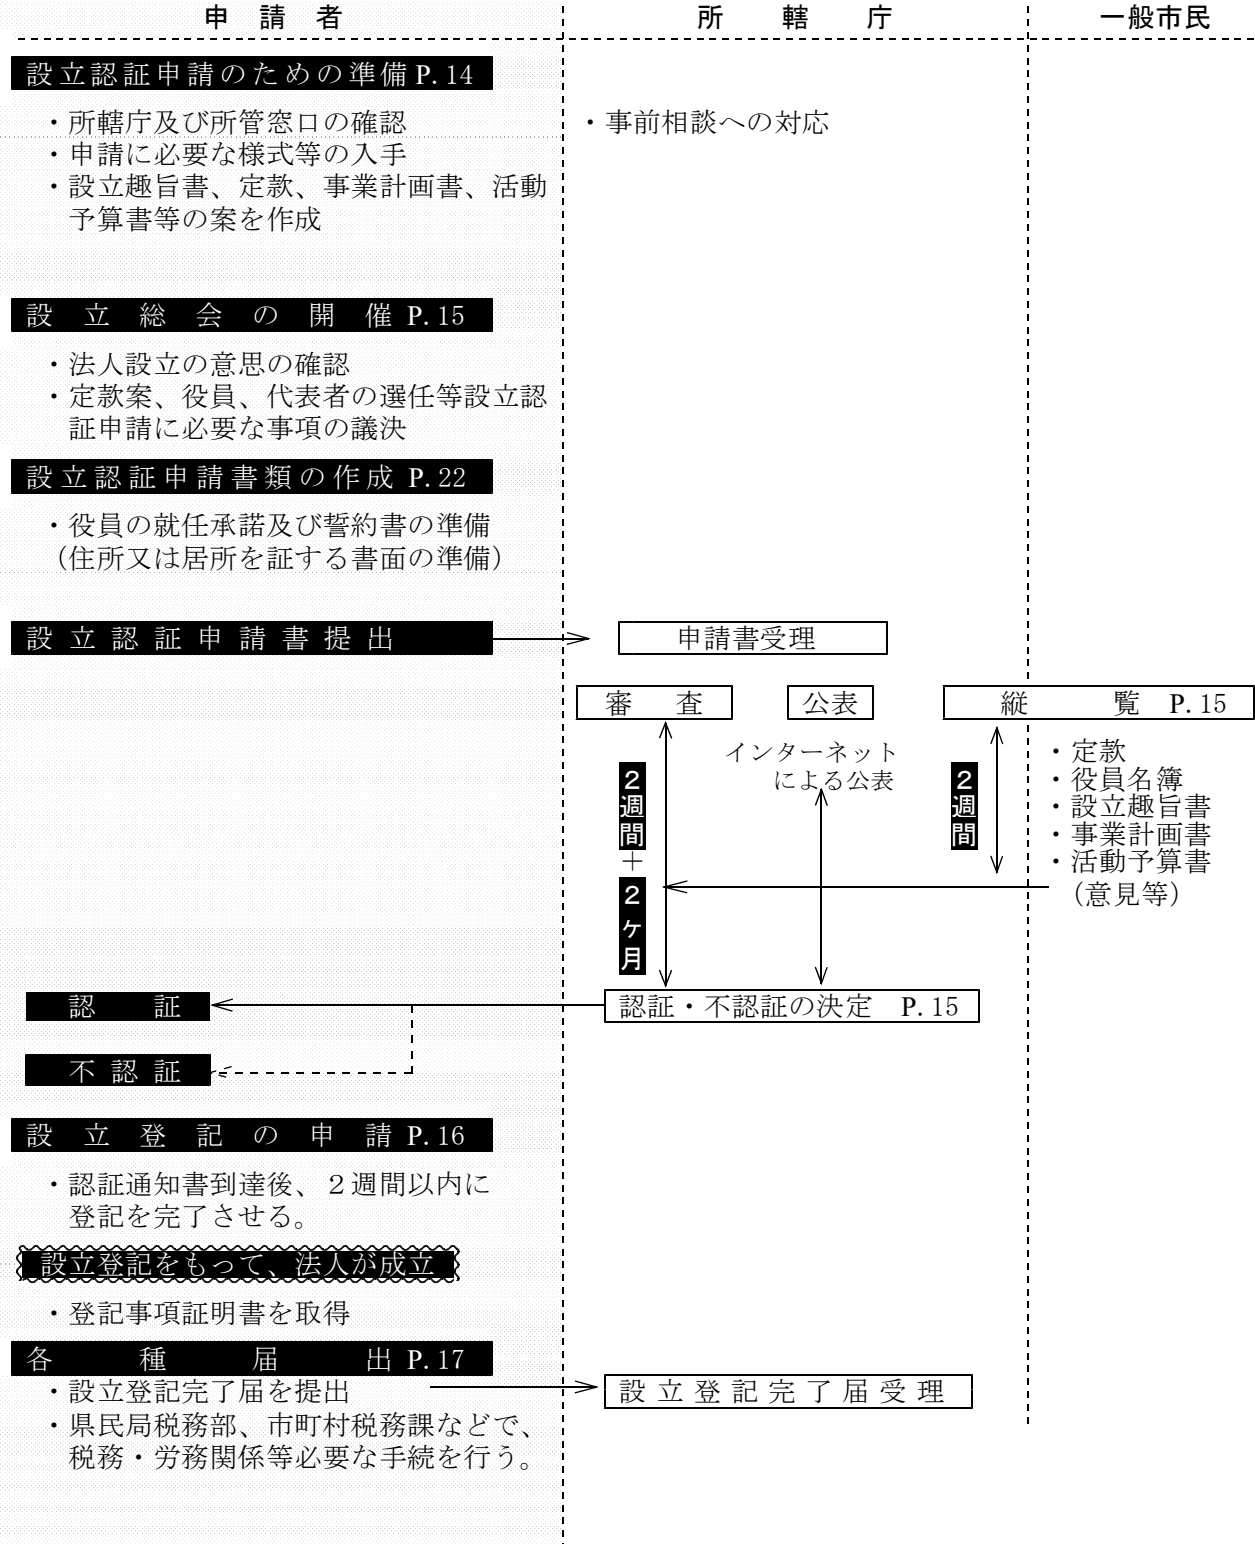 申請者 所轄庁 一般市民
設立認証申請のための準備P.14
・所轄庁及び所管窓口の確認
・事前相談への対応
・申請に必要な様式等の入手
・設立趣旨書、定款、事業計画書、活動
予算書等の案を作成
設立総会の開催 P.15
・法人設立の意思の確認
・定款案、役員、代表者の選任等設立認
証申請に必要な事項の議決
設立認証申請書類の作成 P.22
・役員の就任承諾及び誓約書の準備
（住所又は居所を証する書面の準備）
設立認証申請書提出
申請書受理
審査
公表
縦覧 P.15
インターネット
による公表
２週間
＋
２ヶ月
２週間
・定款
・役員名簿
・設立趣旨書
・事業計画書
・活動予算書
（意見等）
認証・不認証の決定 P.15
認証
不認証
設立登記の申請 P.16
・認証通知書到達後、２週間以内に
登記を完了させる。
設立登記をもって、法人が成立
・登記事項証明書を取得
各種届出 P.17
・設立登記完了届を提出
設立登記完了届受理
・県民局税務部、市町村税務課などで、
税務・労務関係等必要な手続を行う。